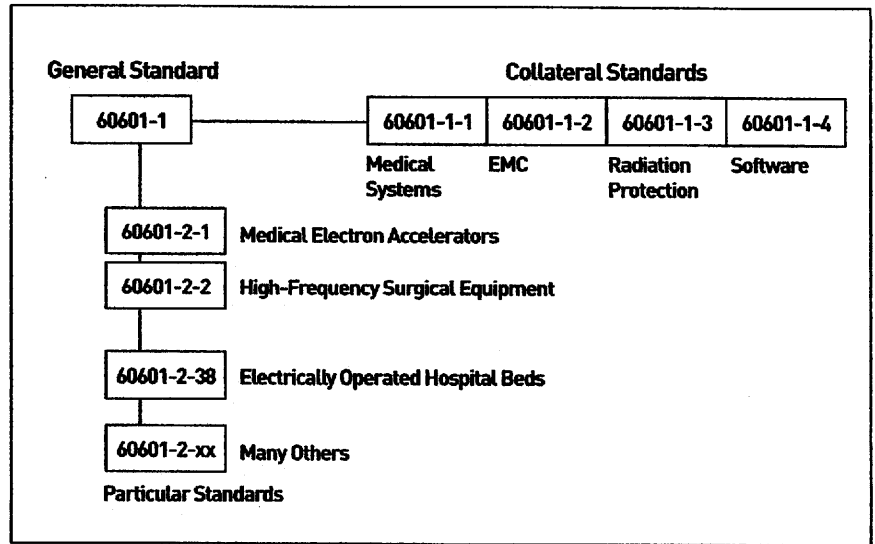 General Standard
Collateral Standards
60601-1
60601-1-1
60601-1-2
60601-1-3
60601-1-4
Medical
Systems
EMC
Radiation
Protection
Software
60601-2-1
Medical Electron Accelerators
60601-2-2
High-Frequency Surgical Equipment
60601-2-38
Electrically Operated Hospital Beds
60601-2-xx
Many Others
Particular Standards